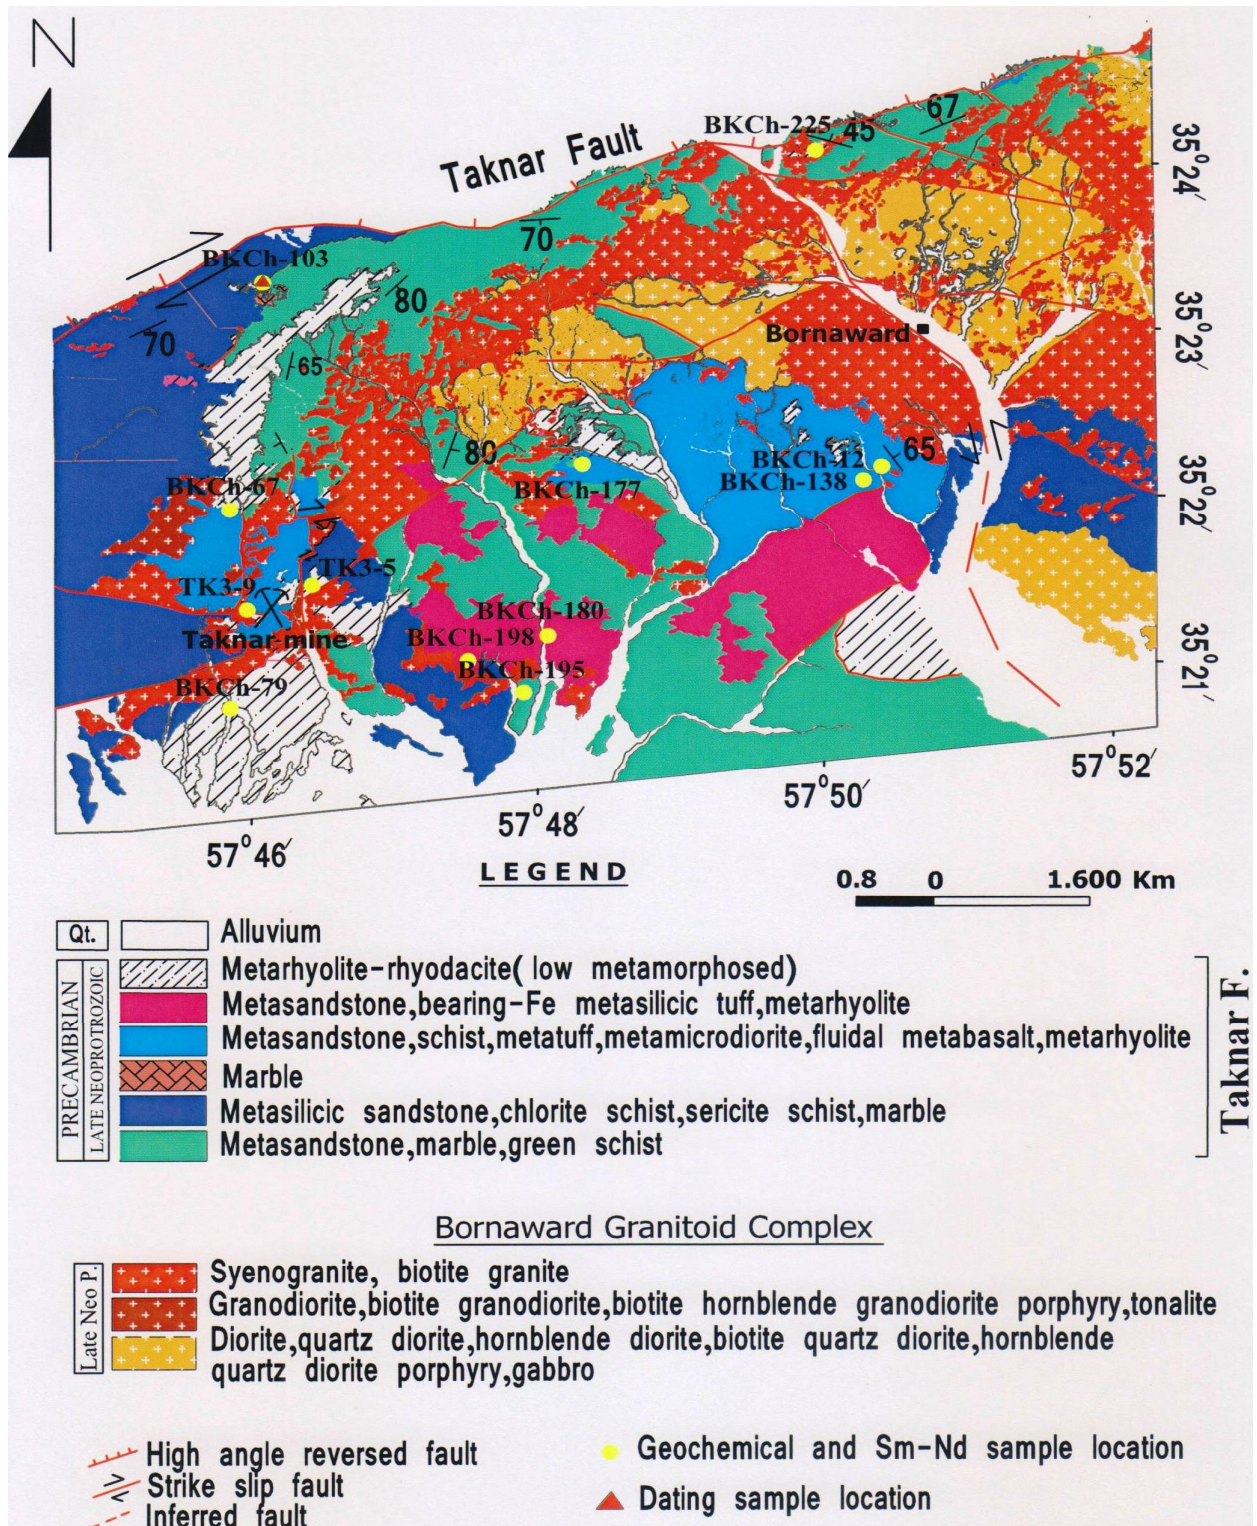 N
Taknar Fault
BKCh-225
45
67
35°24′
70
BKCh-103
80
70
65
35°23′
Bornaward
80
65
BKCh-12
BKCh-138
BKCh-177
BKCh-67
35°22′
TK3-5
TK3-9
Taknar-mine
BKCh-180
BKCh-198
BKCh-195
BKCh-79
35°21′
57°46′
57°48′
57°50′
57°52′
LEGEND
0.8 0 1.600 Km
Qt. Alluvium
PRECAMBRIAN
LATE NEOPROTROZOIC
Metarhyolite-rhyodacite( low metamorphosed)
Metasandstone,bearing-Fe metasilicic tuff,metarhyolite
Metasandstone,schist,metatuff,metamicrodiorite,fluidal metabasalt,metarhyolite
Marble
Metasilicic sandstone,chlorite schist,sericite schist,marble
Metasandstone,marble,green schist
Taknar F.
Bornaward Granitoid Complex
Late Neo P.
Syenogranite, biotite granite
Granodiorite,biotite granodiorite,biotite hornblende granodiorite porphyry,tonalite
Diorite,quartz diorite,hornblende diorite,biotite quartz diorite,hornblende
quartz diorite porphyry,gabbro
High angle reversed fault
Strike slip fault
Inferred fault
Geochemical and Sm-Nd sample location
Dating sample location